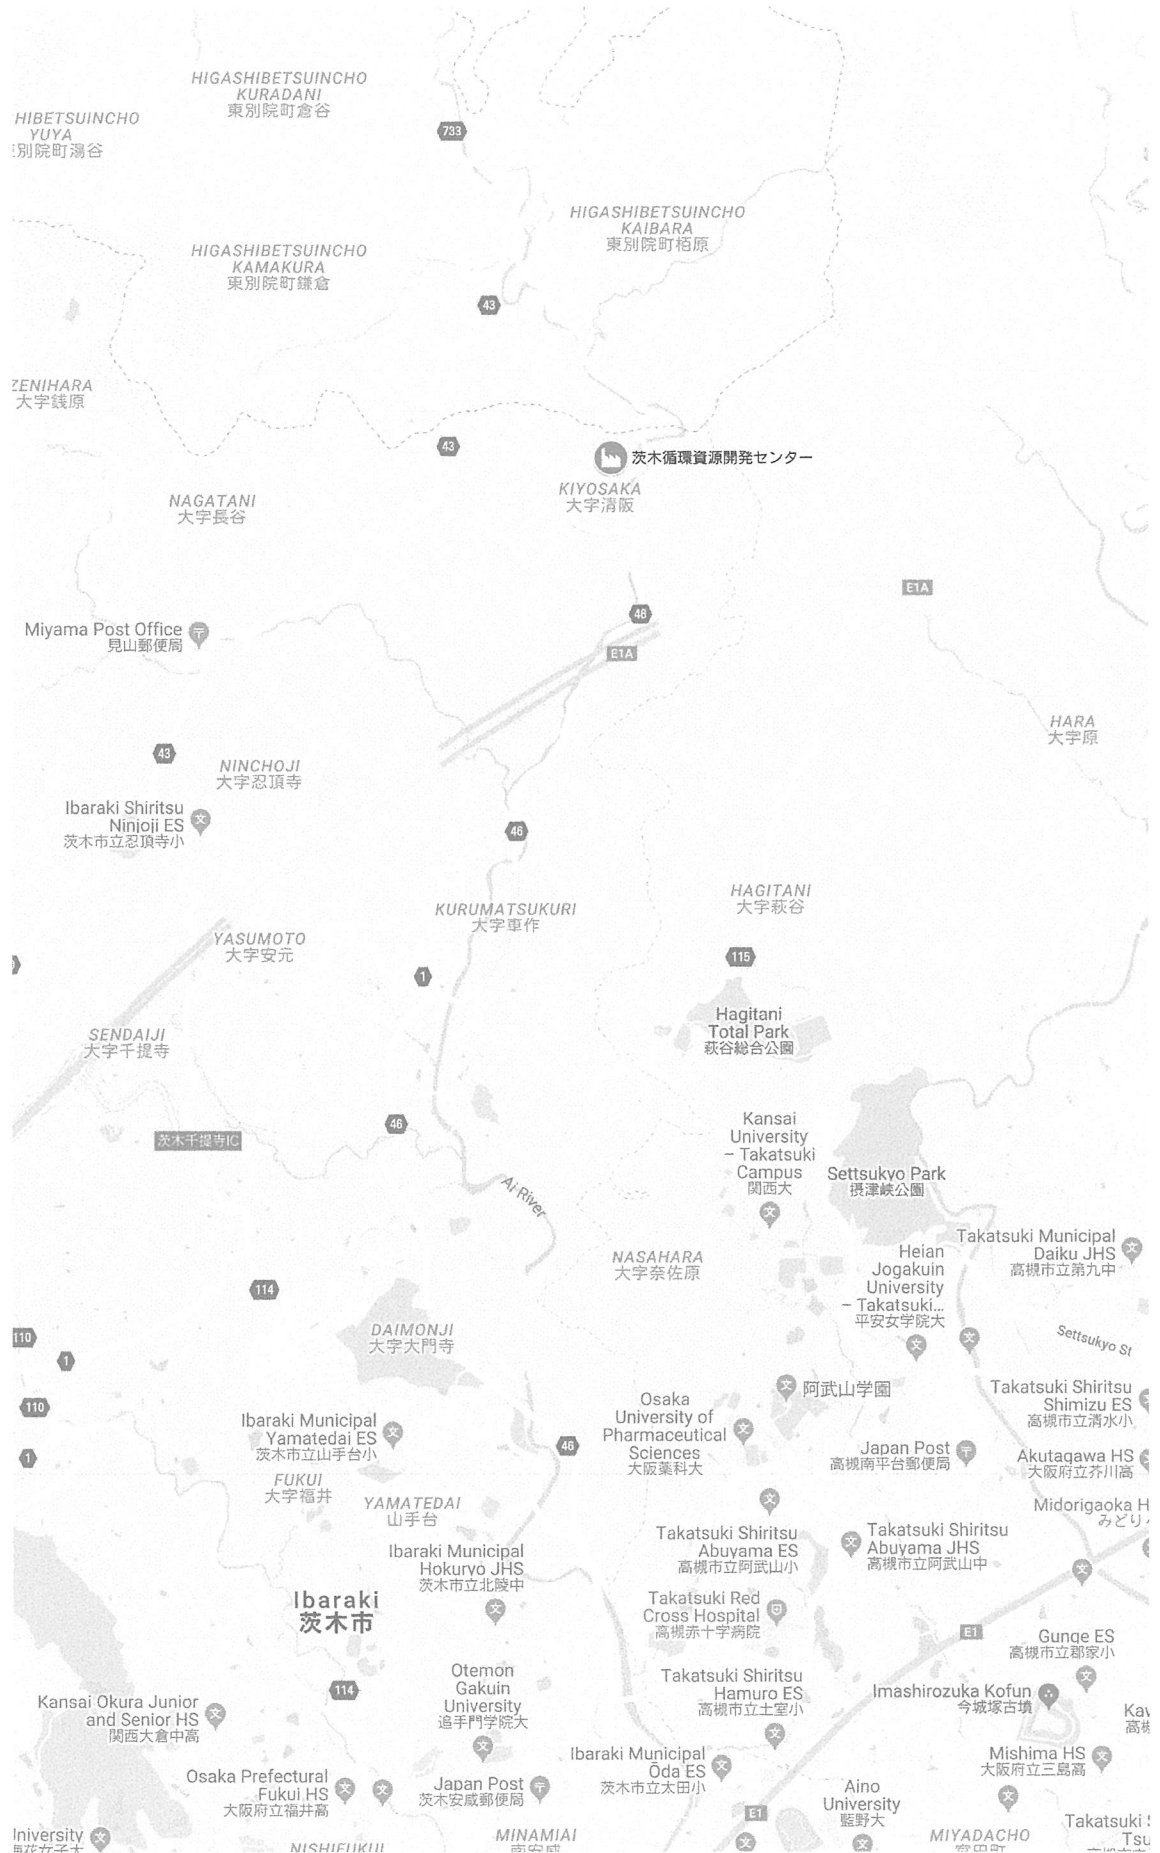 HIGASHIBETSUINCHO
KURADANI
東別院町倉谷
HIBETSUINCHO
YUYA
別院町湯谷
733
HIGASHIBETSUINCHO
KAIBARA
東別院町栢原
HIGASHIBETSUINCHO
KAMAKURA
東別院町鎌倉
43
ZENIHARA
大字銭原
43
茨木循環資源開発センター
KIYOSAKA
大字清阪
NAGATANI
大字長谷
E1A
46
Miyama Post Office
見山郵便局
E1A
HARA
大字原
43
NINCHOJI
大字忍頂寺
Ibaraki Shiritsu
Ninjoji ES
茨木市立忍頂寺小
46
HAGITANI
大字萩谷
KURUMATSUKURI
大字車作
YASUMOTO
大字安元
115
1
Hagitani
Total Park
萩谷総合公園
SENDAIJI
大字千提寺
46
茨木千提寺IC
Kansai
University
– Takatsuki
Campus
関西大
Settsukyo Park
摂津峡公園
Ai River
Takatsuki Municipal
Daiku JHS
高槻市立第九中
NASAHARA
大字奈佐原
Heian
Jogakuin
University
– Takatsuki...
平安女学院大
114
DAIMONJI
大字大門寺
110
1
Settsukyo St
阿武山学園
Takatsuki Shiritsu
Shimizu ES
高槻市立清水小
110
Osaka
University of
Pharmaceutical
Sciences
大阪薬科大
Ibaraki Municipal
Yamatedai ES
茨木市立山手台小
46
Japan Post
高槻南平台郵便局
Akutagawa HS
大阪府立芥川高
1
FUKUI
大字福井
YAMATEDAI
山手台
Midorigaoka H
みどり
Takatsuki Shiritsu
Abuyama ES
高槻市立阿武山小
Takatsuki Shiritsu
Abuyama JHS
高槻市立阿武山中
Ibaraki Municipal
Hokuryo JHS
茨木市立北陵中
Ibaraki
茨木市
Takatsuki Red
Cross Hospital
高槻赤十字病院
E1
Gunge ES
高槻市立郡家小
Otemon
Gakuin
University
追手門学院大
Takatsuki Shiritsu
Hamuro ES
高槻市立土室小
114
Imashirozuka Kofun
今城塚古墳
Kansai Okura Junior
and Senior HS
関西大倉中高
Kav
高槻
Ibaraki Municipal
Ōda ES
茨木市立太田小
Mishima HS
大阪府立三島高
Osaka Prefectural
Fukui HS
大阪府立福井高
Japan Post
茨木安威郵便局
Aino
University
藍野大
E1
Jniversity
MINAMIAI
南安威
NISHIFUKUI
MIYADACHO
宮田町
Takatsuki S
Tsu